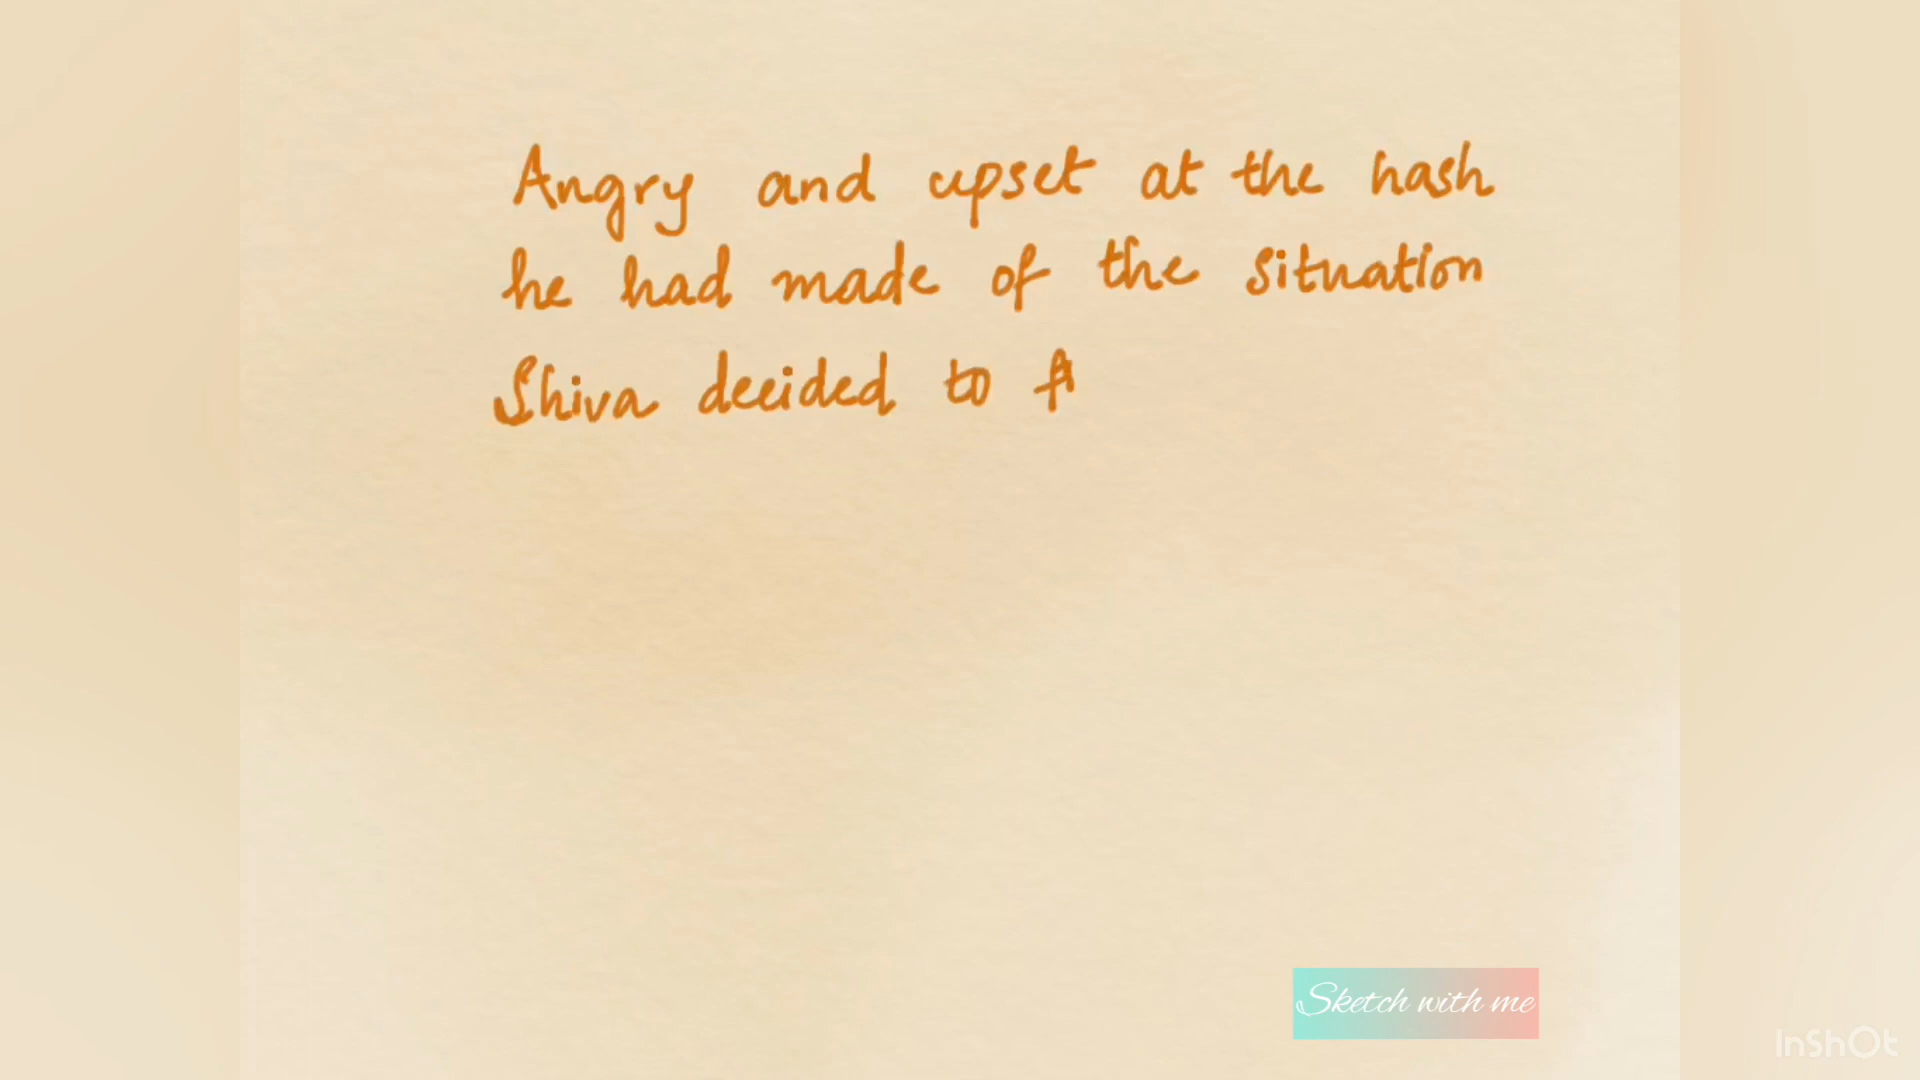 Angry and upset at the hash
he had made of the situation
Shiva decided to
Sketch with me
InShOt